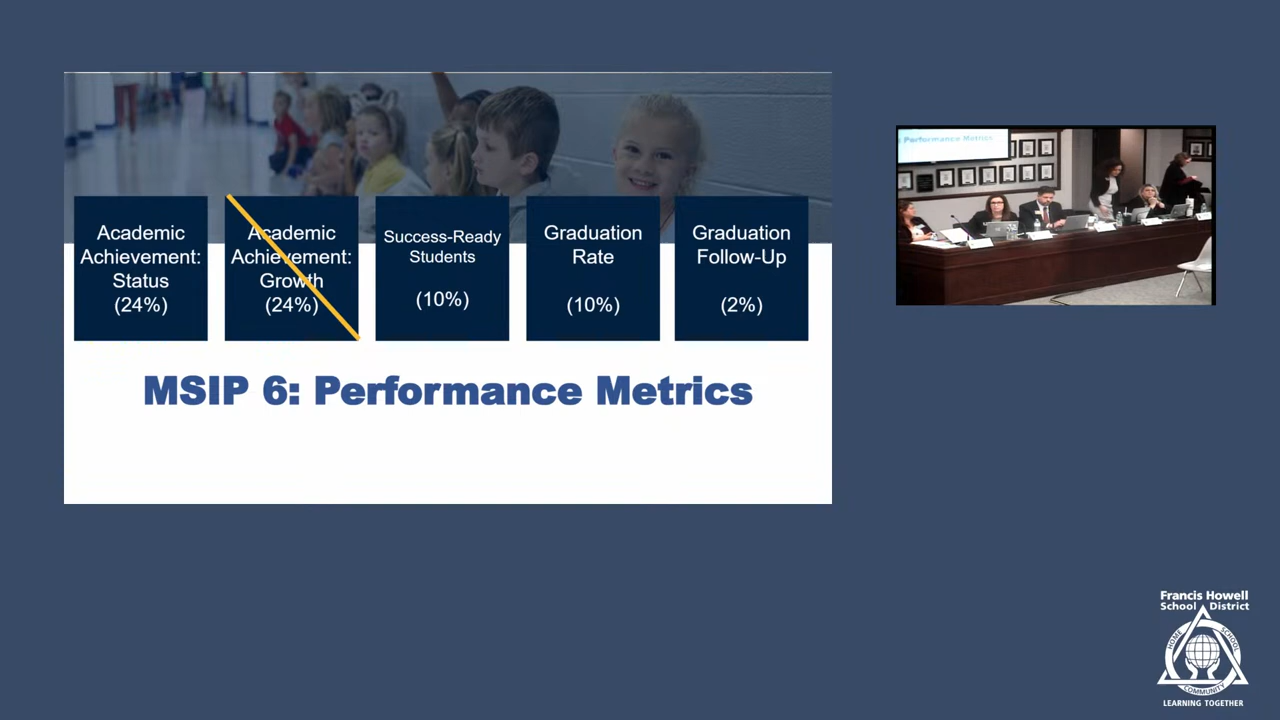 Academic
Achievement:
Status
(24%)
Academic
Achievement:
Growth
(24%)
Success-Ready
Students
(10%)
Graduation
Rate
(10%)
Graduation
Follow-Up
(2%)
MSIP 6: Performance Metrics
Performance Metrics
Francis Howell
School District
HOME
SCHOOL
COMMUNITY
LEARNING TOGETHER